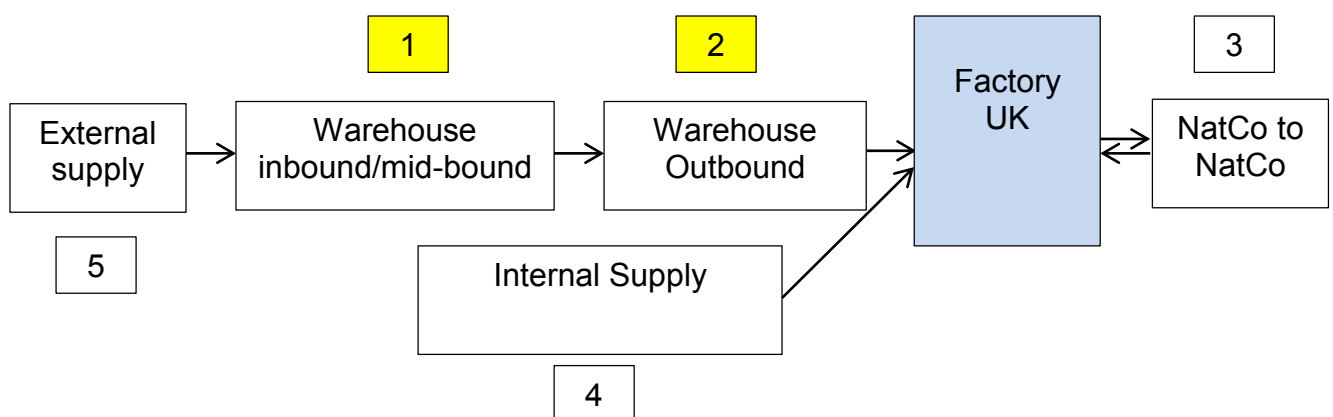 1
2
3
External
supply
Warehouse
inbound/mid-bound
Warehouse
Outbound
Factory
UK
NatCo to
NatCo
5
Internal Supply
4